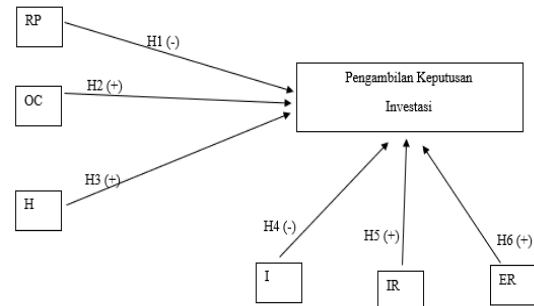 RP
H1 (-)
H2 (+)
OC
Pengambilan Keputusan
Investasi
H3 (+)
H
H4 (-)
H5 (+)
H6 (+)
I
IR
ER